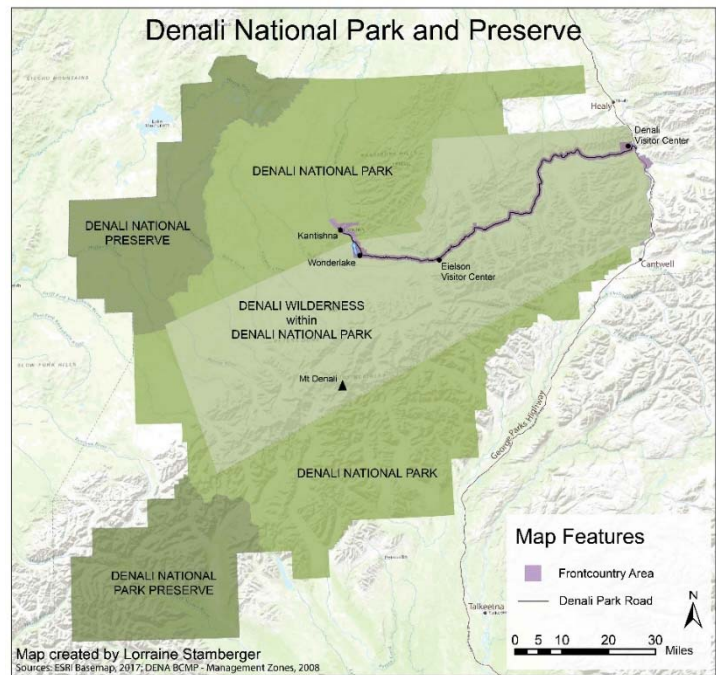 Denali National Park and Preserve
Healy
Denali
Visitor Center
DENALI NATIONAL PARK
DENALI NATIONAL
PRESERVE
Kantishna
Wonderlake
Eielson
Visitor Center
Cantwell
DENALI WILDERNESS
within
DENALI NATIONAL PARK
Mt Denali
George Parks Highway
DENALI NATIONAL PARK
DENALI NATIONAL
PARK PRESERVE
Talkeetna
Map Features
Frontcountry Area
Denali Park Road
N
0 5 10 20 30
Miles
Map created by Lorraine Stamberger
Sources: ESRI Basemap, 2017; DENA BCMP - Management Zones, 2008